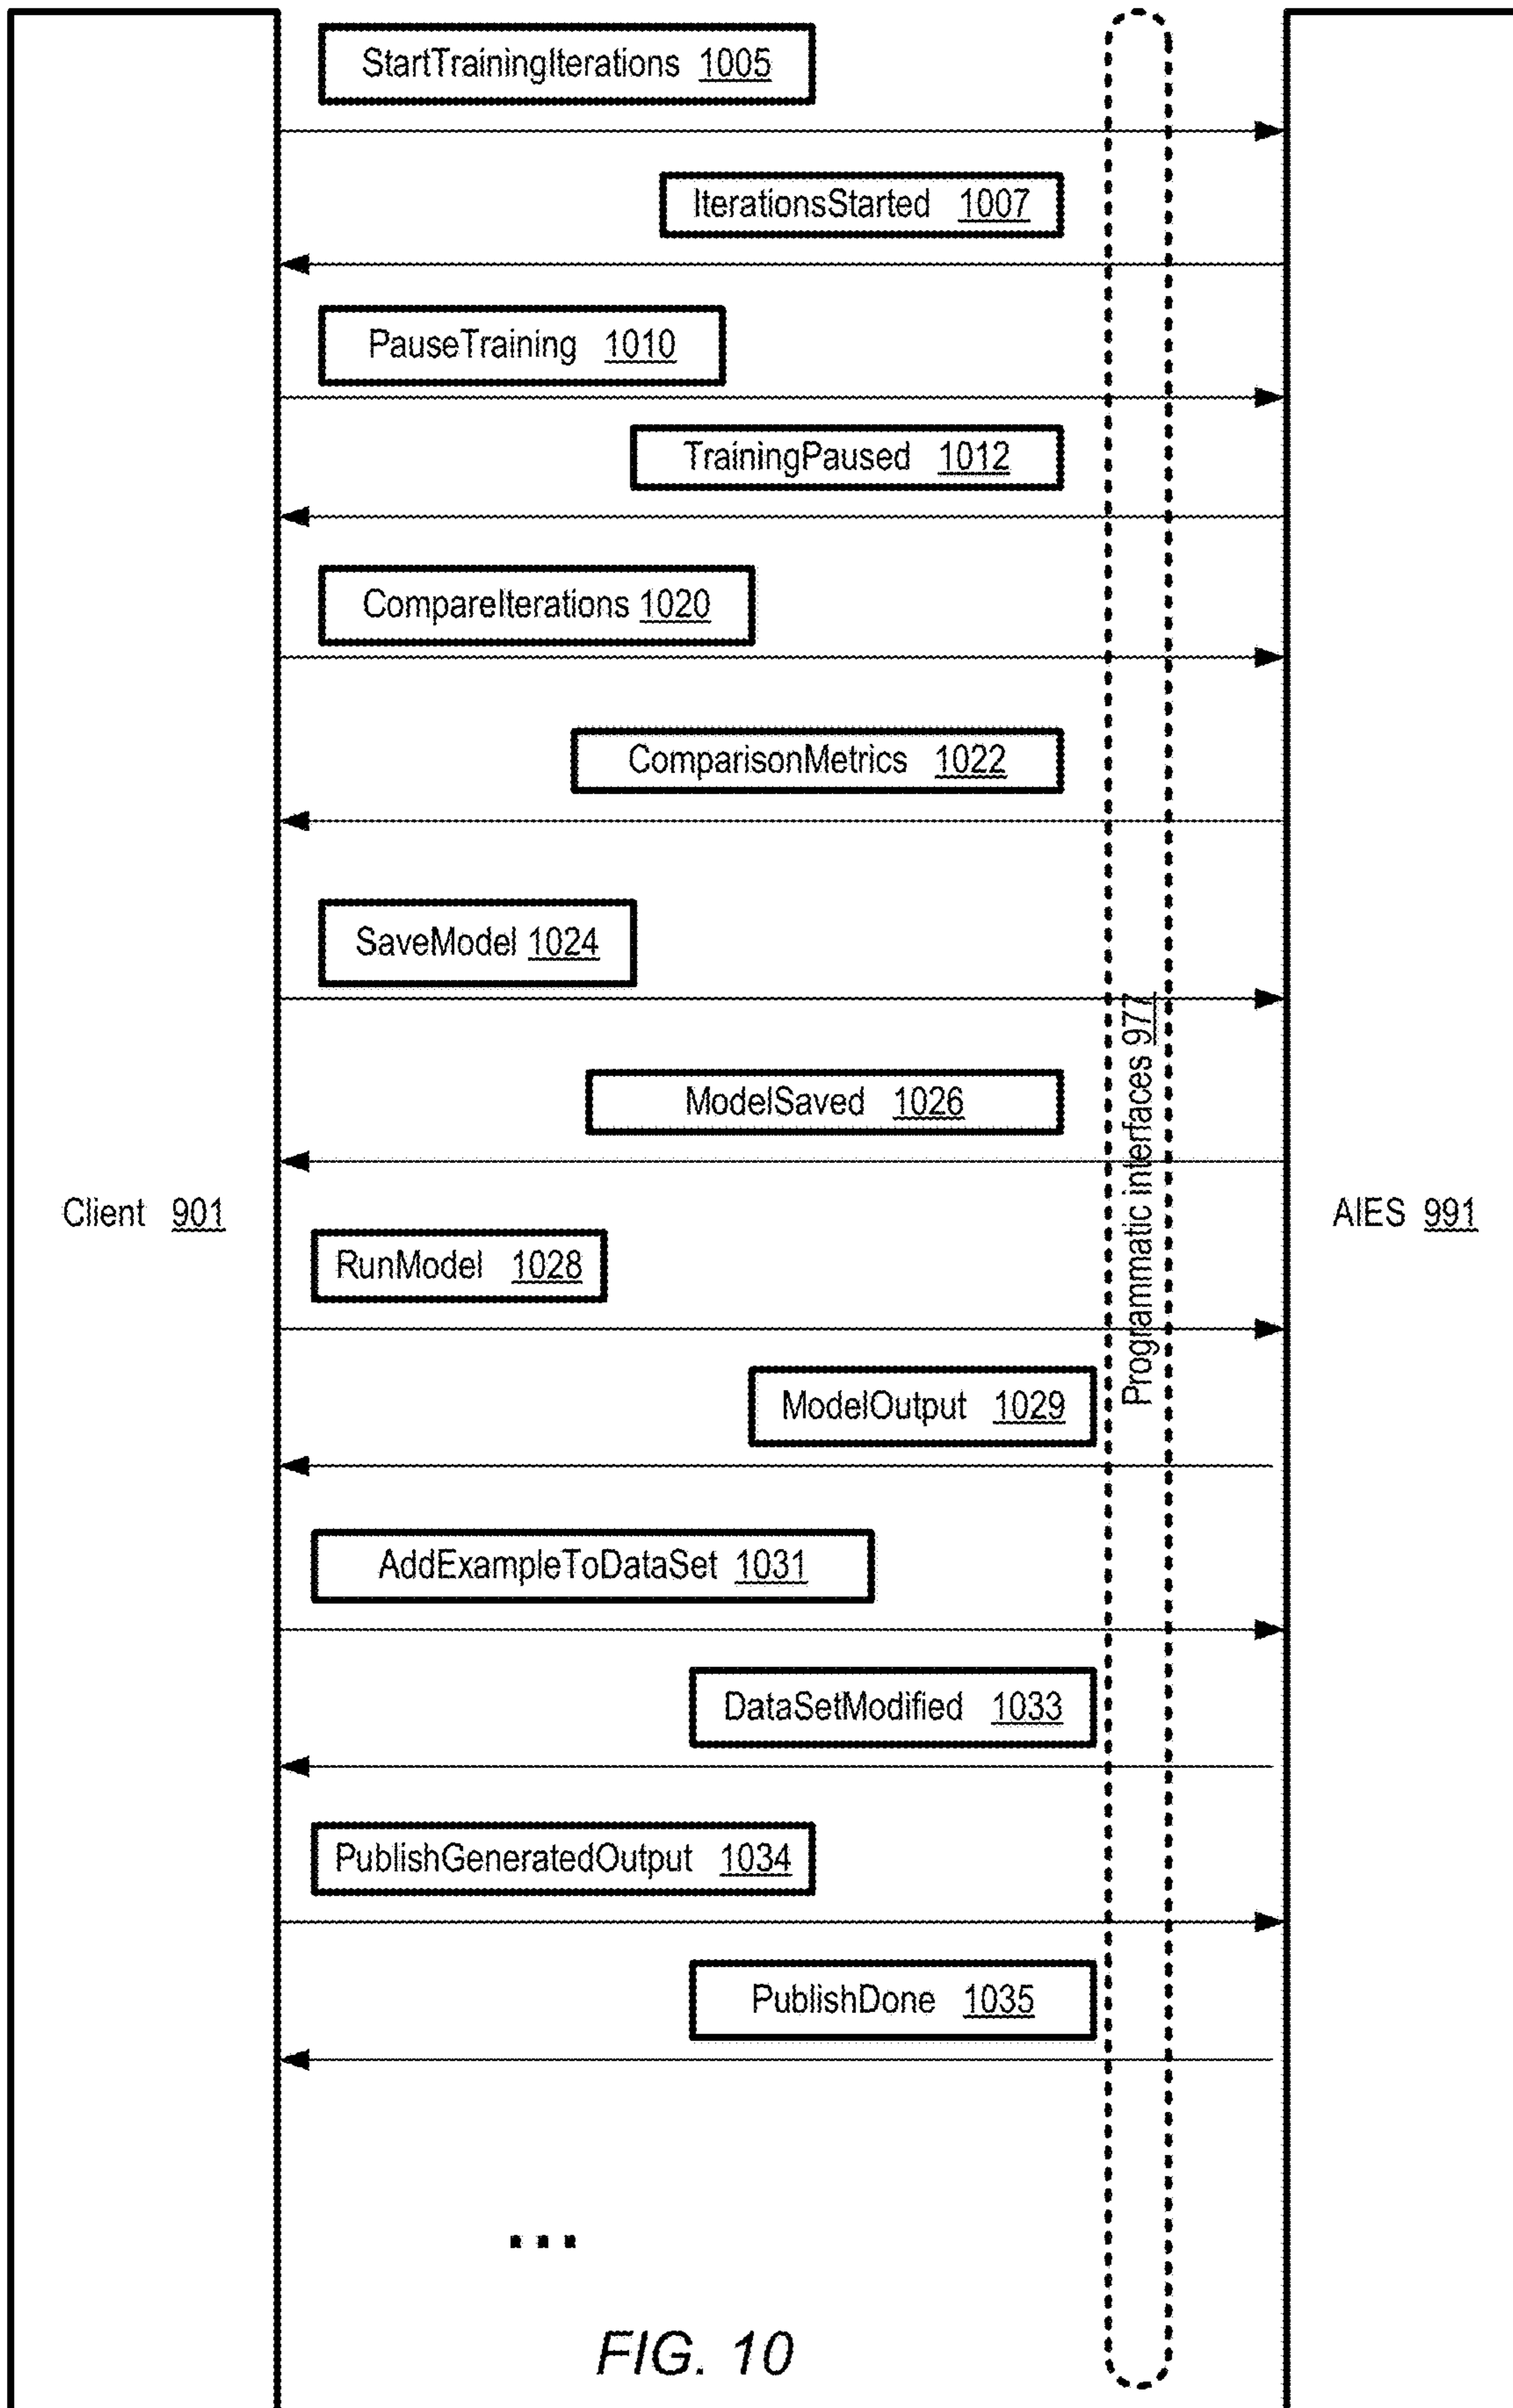 StartTrainingIterations 1005
IterationsStarted 1007
PauseTraining 1010
TrainingPaused 1012
CompareIterations 1020
ComparisonMetrics 1022
SaveModel 1024
ModelSaved 1026
Programmatic interfaces 977
Client 901
AIES 991
RunModel 1028
ModelOutput 1029
AddExampleToDataSet 1031
DataSetModified 1033
PublishGeneratedOutput 1034
PublishDone 1035
...
FIG. 10